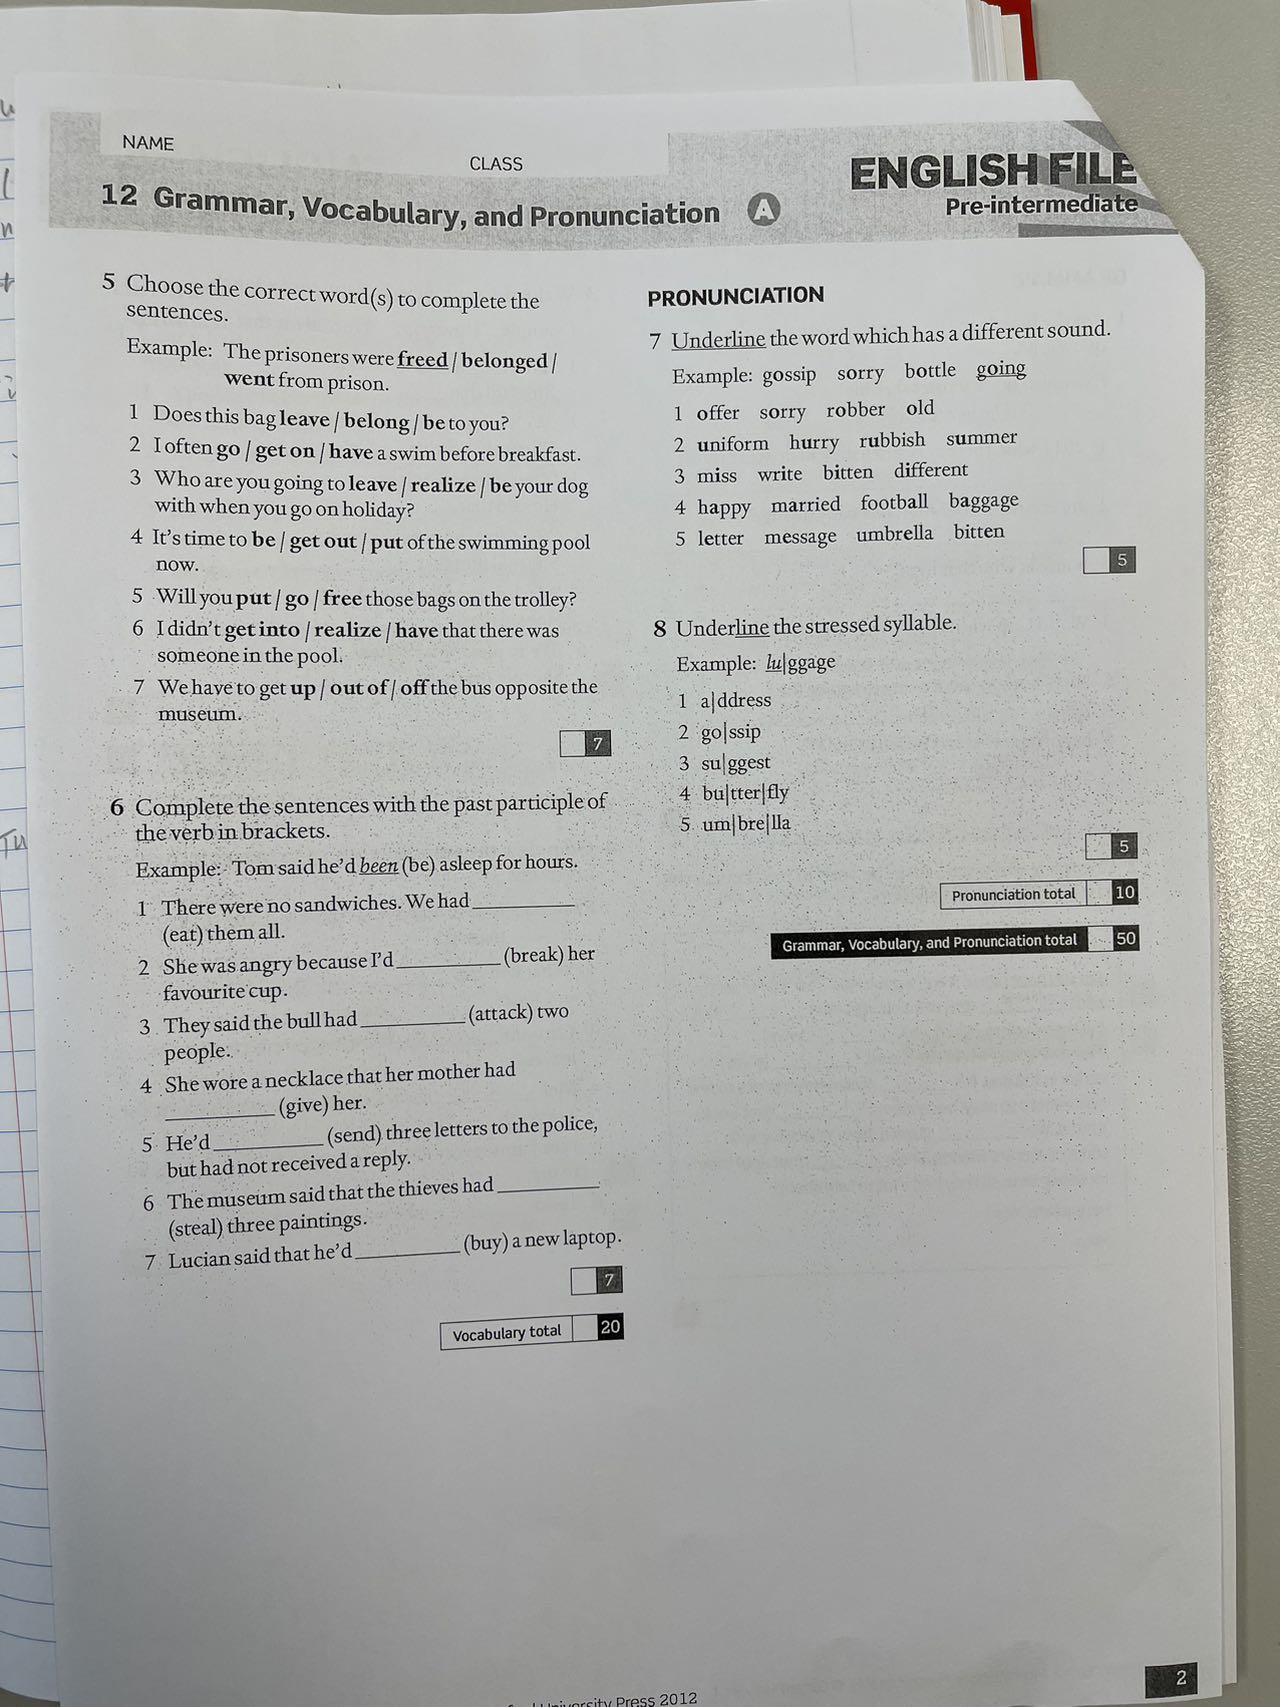 NAME
CLASS
12 Grammar, Vocabulary, and Pronunciation A
ENGLISH FILE
Pre-intermediate
5 Choose the correct word(s) to complete the
sentences.
Example: The prisoners were freed / belonged /
went from prison.
1 Does this bag leave / belong / be to you?
2 I often go / get on / have a swim before breakfast.
3 Who are you going to leave / realize / be your dog
with when you go on holiday?
4 It's time to be / get out / put of the swimming pool
now.
5 Will you put / go / free those bags on the trolley?
6 I didn't get into / realize / have that there was
someone in the pool.
7 We have to get up / out of / off the bus opposite the
museum.
7
6 Complete the sentences with the past participle of
the verb in brackets.
Example: Tom said he'd been (be) asleep for hours.
1 There were no sandwiches. We had __________
(eat) them all.
2 She was angry because I'd __________ (break) her
favourite cup.
3 They said the bull had __________ (attack) two
people.
4 She wore a necklace that her mother had
__________ (give) her.
5 He'd __________ (send) three letters to the police,
but had not received a reply.
6 The museum said that the thieves had __________
(steal) three paintings.
7 Lucian said that he'd __________ (buy) a new laptop.
7
Vocabulary total 20
PRONUNCIATION
7 Underline the word which has a different sound.
Example: gossip sorry bottle going
1 offer sorry robber old
2 uniform hurry rubbish summer
3 miss write bitten different
4 happy married football baggage
5 letter message umbrella bitten
5
8 Underline the stressed syllable.
Example: lu|ggage
1 a|ddress
2 go|ssip
3 su|ggest
4 bu|tter|fly
5 um|bre|lla
5
Pronunciation total 10
Grammar, Vocabulary, and Pronunciation total 50
University Press 2012
2